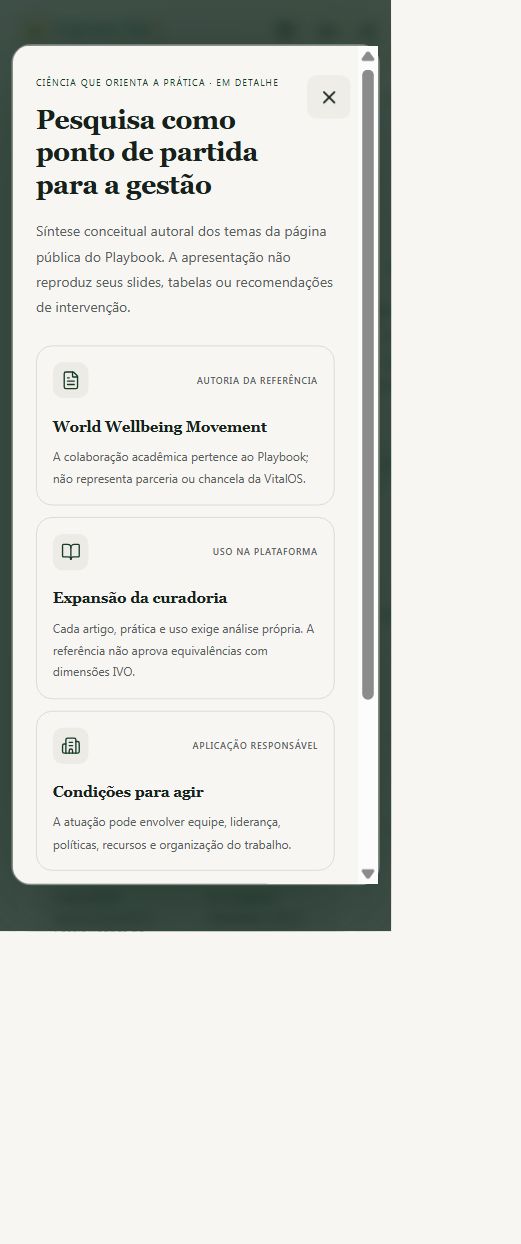 CIÊNCIA QUE ORIENTA A PRÁTICA · EM DETALHE
Pesquisa como
ponto de partida
para a gestão
Síntese conceitual autoral dos temas da página
pública do Playbook. A apresentação não
reproduz seus slides, tabelas ou recomendações
de intervenção.
AUTORIA DA REFERÊNCIA
World Wellbeing Movement
A colaboração acadêmica pertence ao Playbook;
não representa parceria ou chancela da VitalOS.
USO NA PLATAFORMA
Expansão da curadoria
Cada artigo, prática e uso exige análise própria. A
referência não aprova equivalências com
dimensões IVO.
APLICAÇÃO RESPONSÁVEL
Condições para agir
A atuação pode envolver equipe, liderança,
políticas, recursos e organização do trabalho.